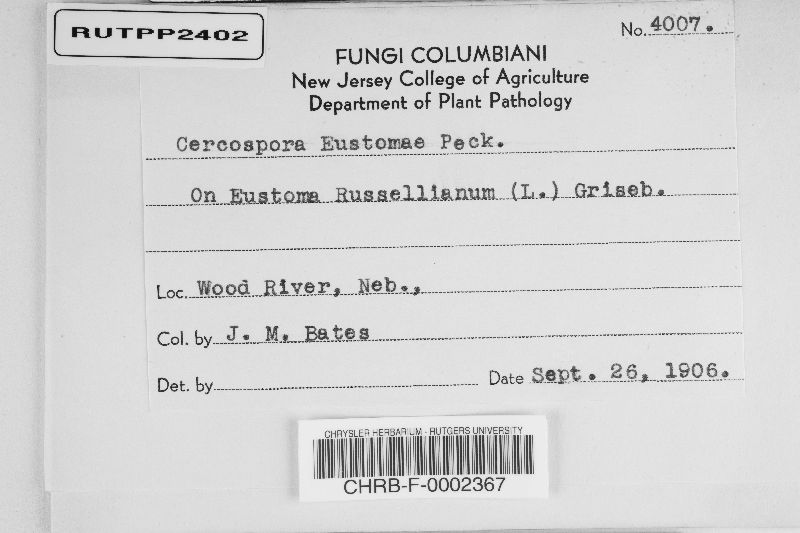 RUTPP2402
No. 4007.
FUNGI COLUMBIANI
New Jersey College of Agriculture
Department of Plant Pathology
Cercospora Eustomae Peck.
On Eustoma Russellianum (L.) Griseb.
Loc. Wood River, Neb.,
Col. by J. M. Bates
Det. by
Date Sept. 26, 1906.
CHRYSLER HERBARIUM - RUTGERS UNIVERSITY
CHRB-F-0002367